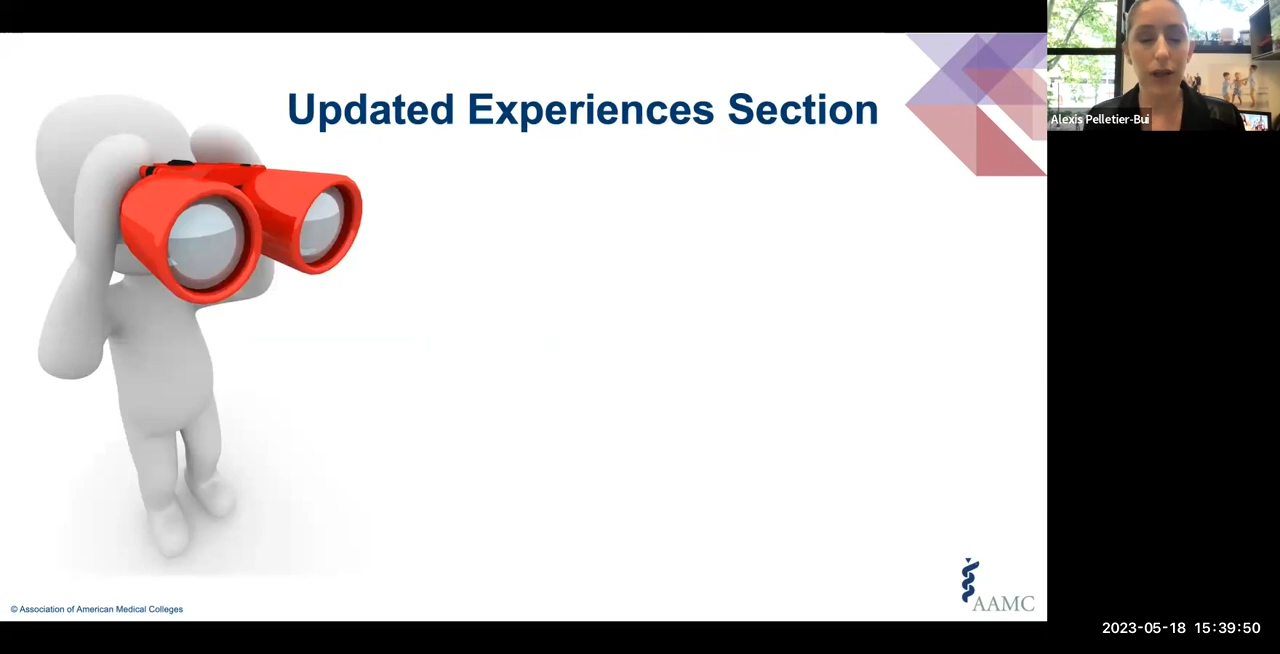 Updated Experiences Section
Alexis Pelletier-Bui
AAMC
© Association of American Medical Colleges
2023-05-18 15:39:50